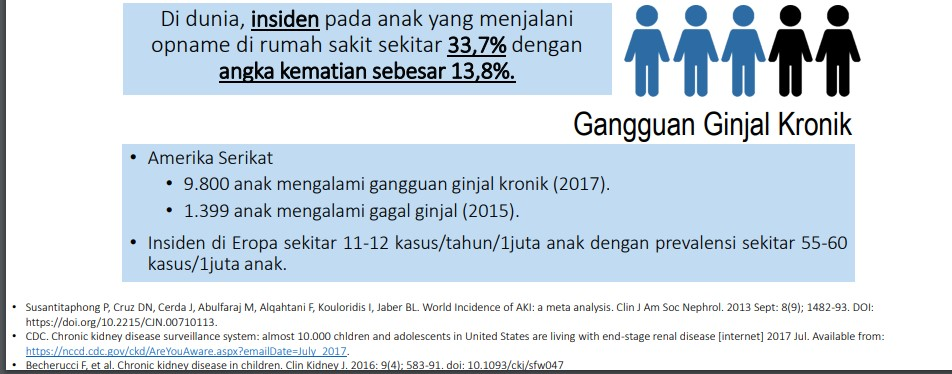 Di dunia, insiden pada anak yang menjalani
opname di rumah sakit sekitar 33,7% dengan
angka kematian sebesar 13,8%.
Gangguan Ginjal Kronik
• Amerika Serikat
• 9.800 anak mengalami gangguan ginjal kronik (2017).
• 1.399 anak mengalami gagal ginjal (2015).
• Insiden di Eropa sekitar 11-12 kasus/tahun/1juta anak dengan prevalensi sekitar 55-60
kasus/1juta anak.
• Susantitaphong P, Cruz DN, Cerda J, Abulfaraj M, Alqahtani F, Kouloridis I, Jaber BL. World Incidence of AKI: a meta analysis. Clin J Am Soc Nephrol. 2013 Sept: 8(9); 1482-93. DOI:
https://doi.org/10.2215/CJN.00710113.
• CDC. Chronic kidney disease surveillance system: almost 10.000 chldren and adolescents in United States are living with end-stage renal disease [internet] 2017 Jul. Available from:
https://nccd.cdc.gov/ckd/AreYouAware.aspx?emailDate=July_2017.
• Becherucci F, et al. Chronic kidney disease in children. Clin Kidney J. 2016: 9(4); 583-91. doi: 10.1093/ckj/sfw047